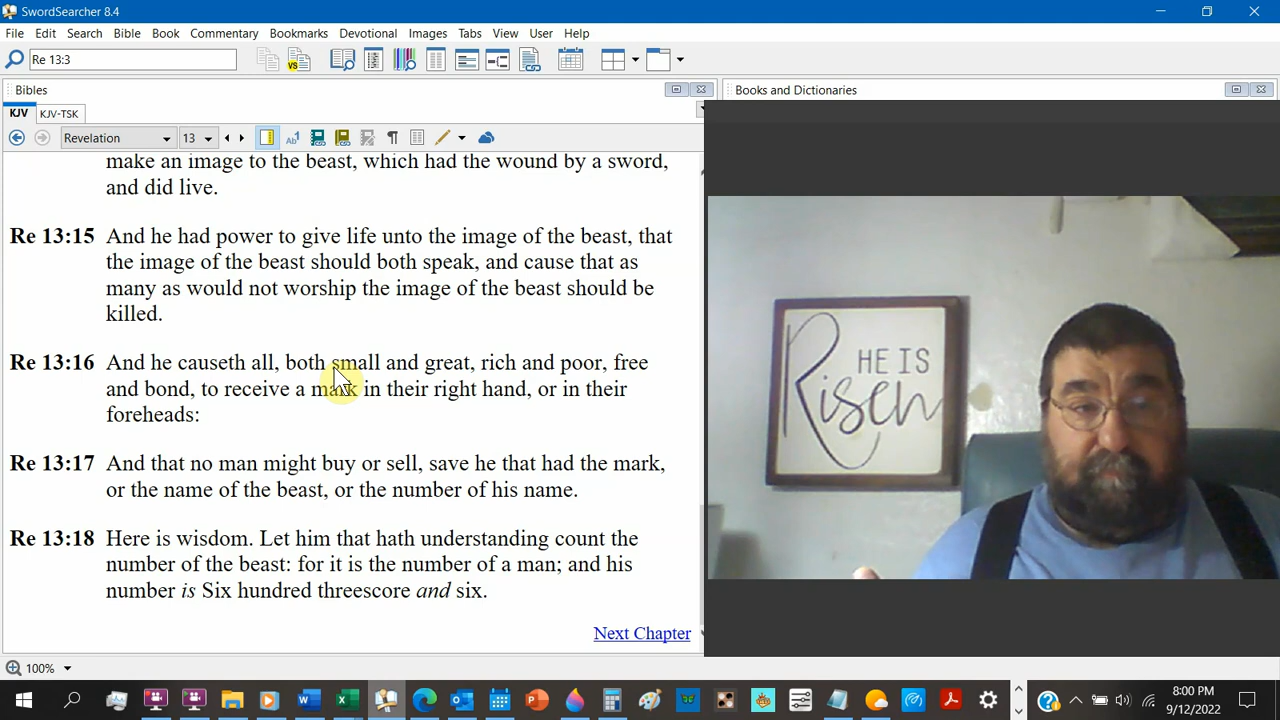 SwordSearcher 8.4
File Edit Search Bible Book Commentary Bookmarks Devotional Images Tabs View User Help
Re 13:3
VS
Bibles
Books and Dictionaries
KJV KJV-TSK
Revelation 13
make an image to the beast, which had the wound by a sword,
and did live.
Re 13:15 And he had power to give life unto the image of the beast, that
the image of the beast should both speak, and cause that as
many as would not worship the image of the beast should be
killed.
Re 13:16 And he causeth all, both small and great, rich and poor, free
and bond, to receive a mark in their right hand, or in their
foreheads:
Re 13:17 And that no man might buy or sell, save he that had the mark,
or the name of the beast, or the number of his name.
Re 13:18 Here is wisdom. Let him that hath understanding count the
number of the beast: for it is the number of a man; and his
number is Six hundred threescore and six.
Next Chapter
HE IS
Risen
100%
8:00 PM
9/12/2022